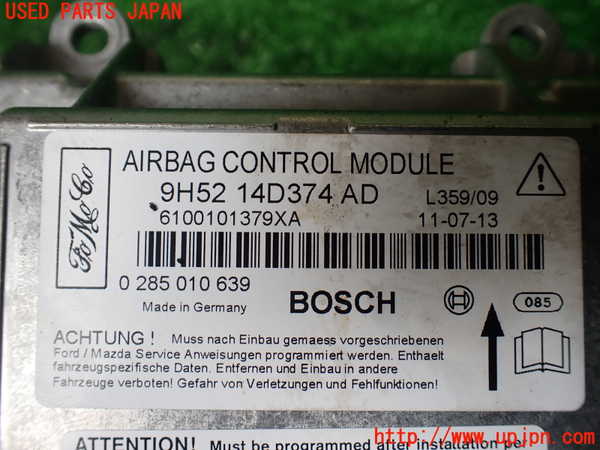 USED PARTS JAPAN
FoMoCo
AIRBAG CONTROL MODULE
9H52 14D374 AD
L359/09
6100101379XA
11-07-13
0 285 010 639
Made in Germany
BOSCH
085
ACHTUNG ! Muss nach Einbau gemaess vorgeschriebenen
Ford / Mazda Service Anweisungen programmiert werden. Enthaelt
fahrzeugspezifische Daten. Entfernen und Einbau in andere
Fahrzeuge verboten! Gefahr von Verletzungen und Fehlfunktionen!
ATTENTION! Must be programmed after installation per
http://www.upjpn.com/